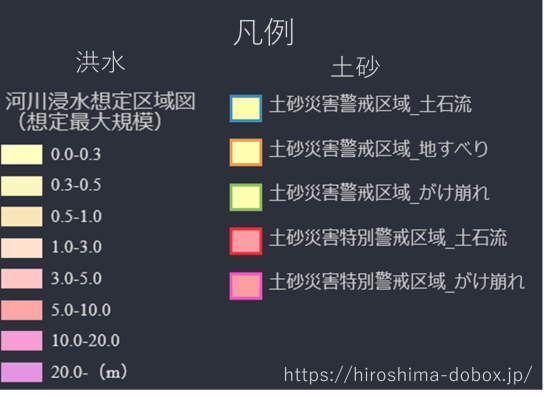 凡例
洪水
河川浸水想定区域図
（想定最大規模）
0.0-0.3
0.3-0.5
0.5-1.0
1.0-3.0
3.0-5.0
5.0-10.0
10.0-20.0
20.0-（m）
土砂
土砂災害警戒区域_土石流
土砂災害警戒区域_地すべり
土砂災害警戒区域_がけ崩れ
土砂災害特別警戒区域_土石流
土砂災害特別警戒区域_がけ崩れ
https://hiroshima-dobox.jp/